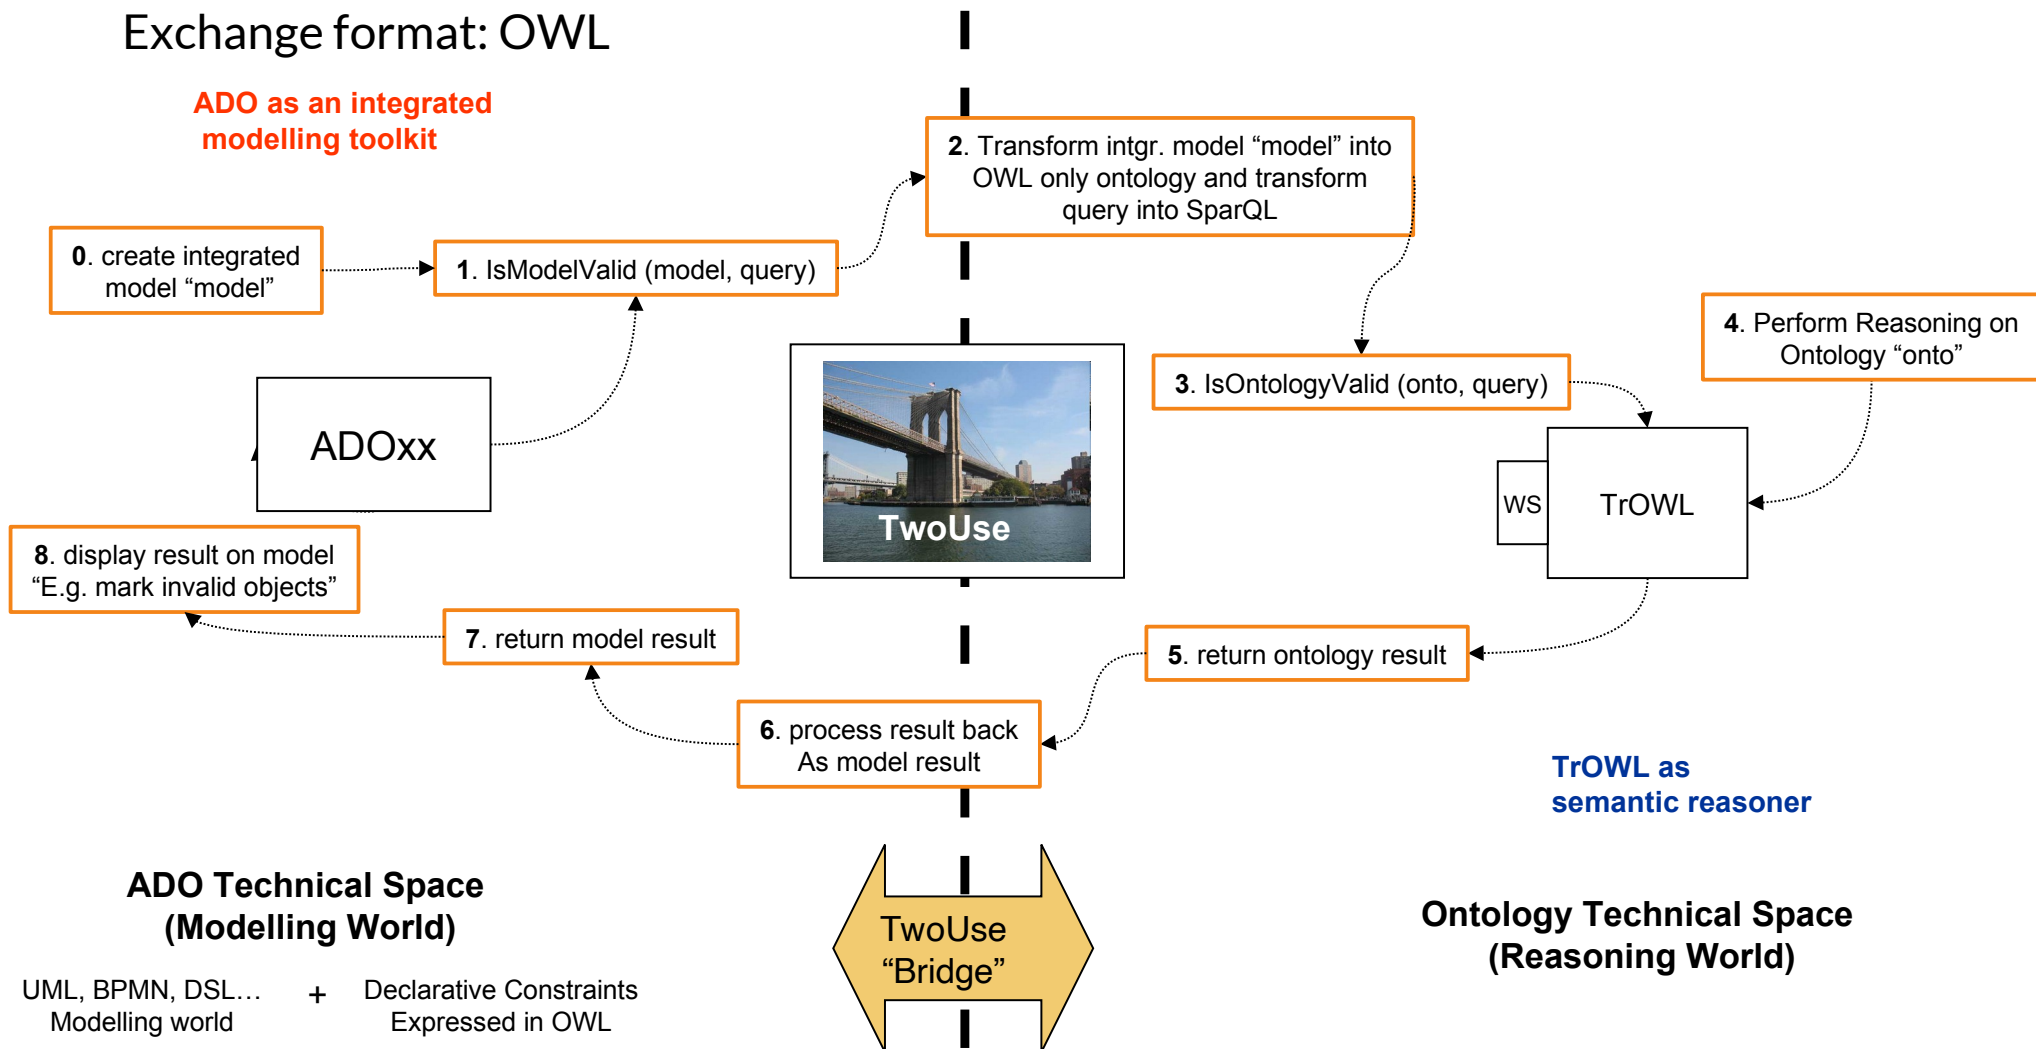 Exchange format: OWL
ADO as an integrated
modelling toolkit
2. Transform intgr. model “model” into
OWL only ontology and transform
query into SparQL
0. create integrated
model “model”
1. IsModelValid (model, query)
4. Perform Reasoning on
Ontology “onto”
3. IsOntologyValid (onto, query)
ADOxx
TwoUse
WS
TrOWL
8. display result on model
“E.g. mark invalid objects”
7. return model result
5. return ontology result
6. process result back
As model result
TrOWL as
semantic reasoner
ADO Technical Space
(Modelling World)
TwoUse
“Bridge”
Ontology Technical Space
(Reasoning World)
UML, BPMN, DSL…
Modelling world
+
Declarative Constraints
Expressed in OWL